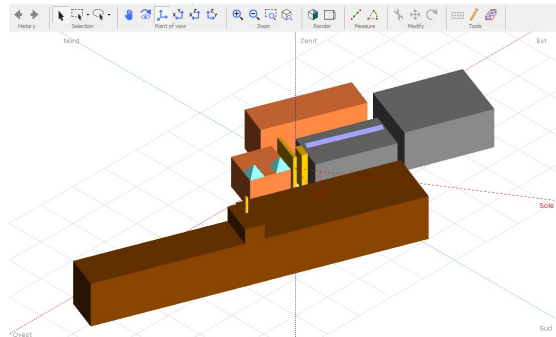 History
Selection
Point of view
Zoom
Render
Measure
Modify
Tools
Nord
Zenit
Est
Sole
Sud
Ovest